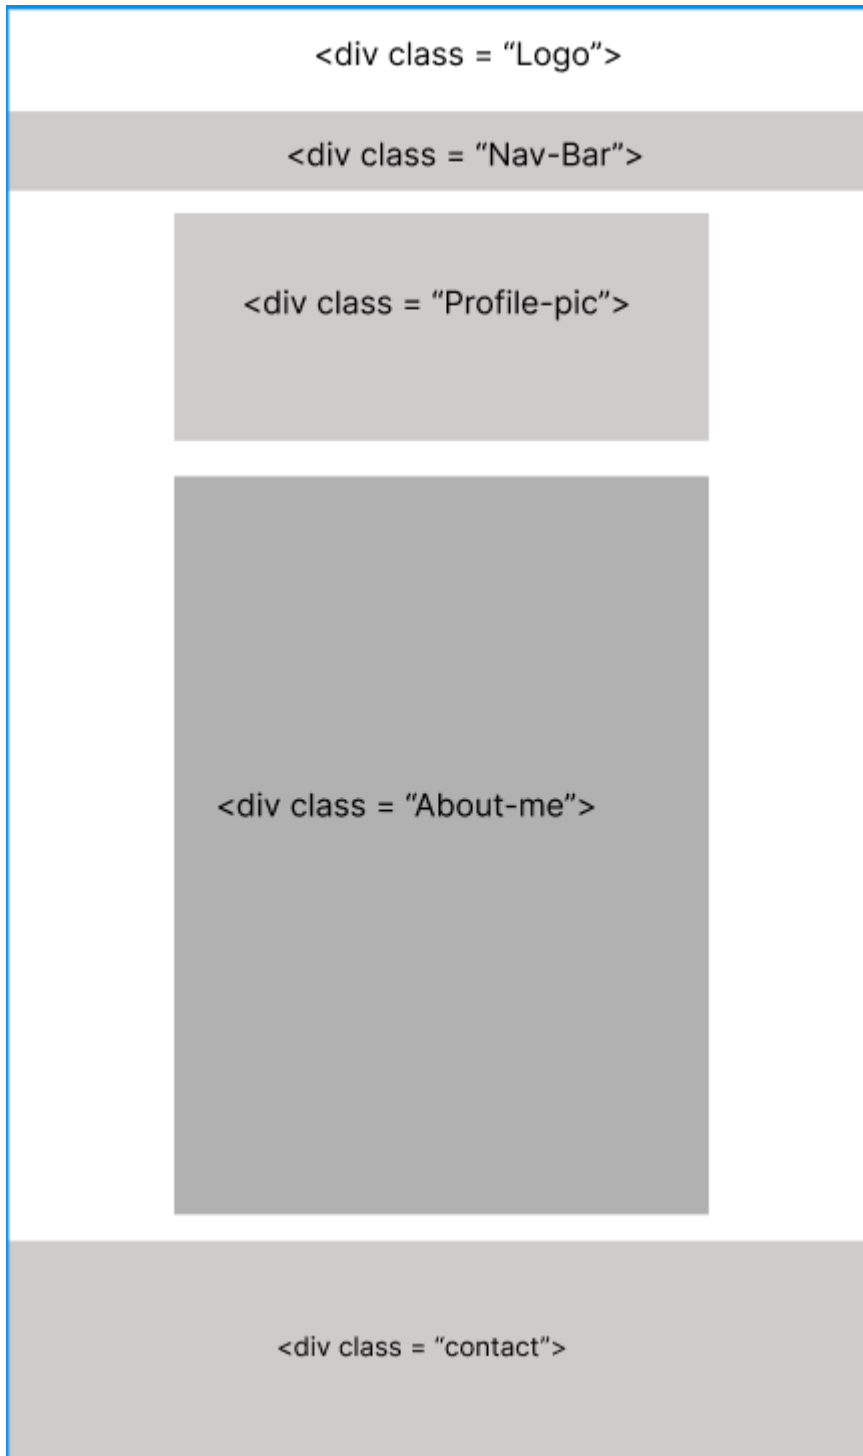 <div class = “Logo”>
<div class = “Nav-Bar”>
<div class = “Profile-pic”>
<div class = “About-me”>
<div class = “contact”>